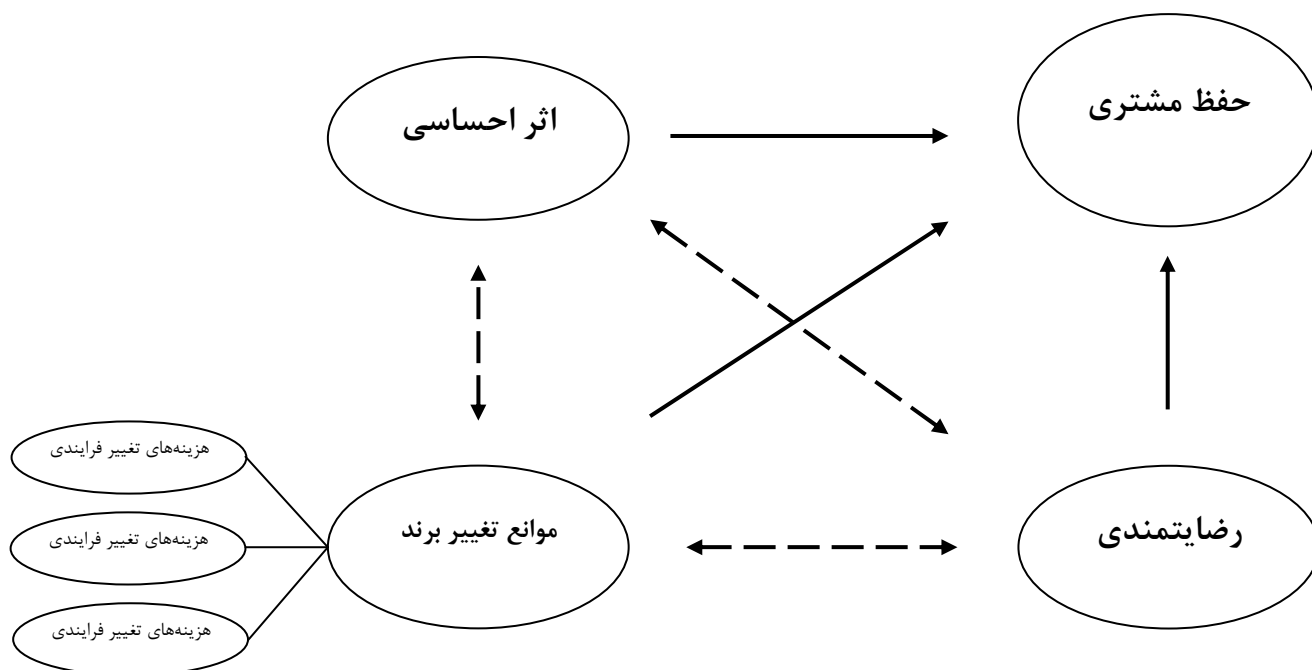 حفظ مشتری
اثر احساسی
هزینه‌های تغییر فرایندی
هزینه‌های تغییر فرایندی
هزینه‌های تغییر فرایندی
موانع تغییر برند
رضایتمندی